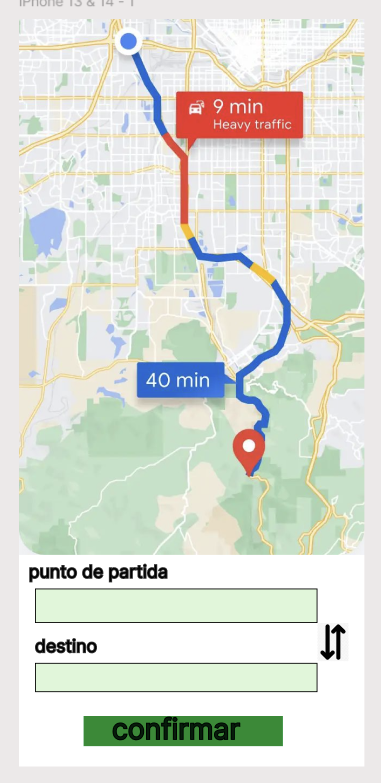 iPhone 13 & 14 - 1
9 min
Heavy traffic
40 min
punto de partida
destino
confirmar